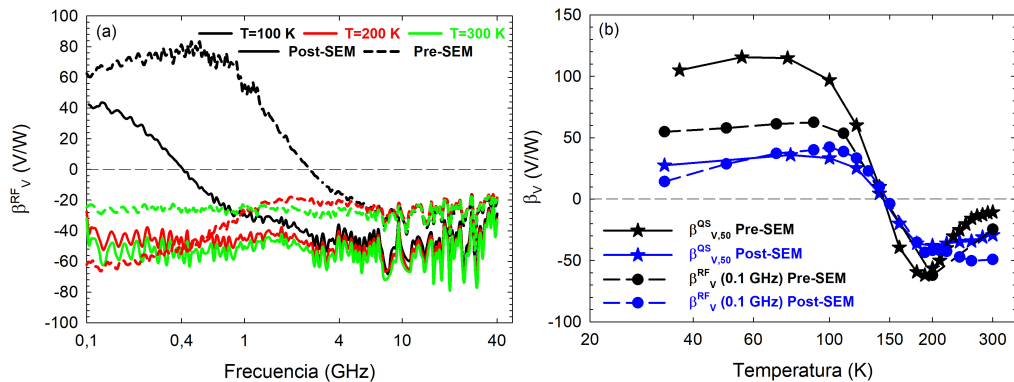 (a)
T=100 K T=200 K T=300 K
Post-SEM Pre-SEM
100
80
60
40
20
0
-20
-40
-60
-80
-100
0,1 0,4 1 4 10 40
Frecuencia (GHz)
β^RF_V (V/W)
(b)
150
100
50
0
-50
-100
20 40 60 80 100 200 300
Temperatura (K)
β_V (V/W)
β^QS_V,50 Pre-SEM
β^QS_V,50 Post-SEM
β^RF_V (0.1 GHz) Pre-SEM
β^RF_V (0.1 GHz) Post-SEM